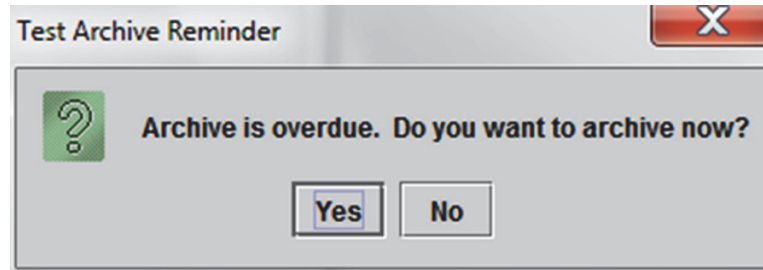 Test Archive Reminder
Archive is overdue. Do you want to archive now?
Yes No